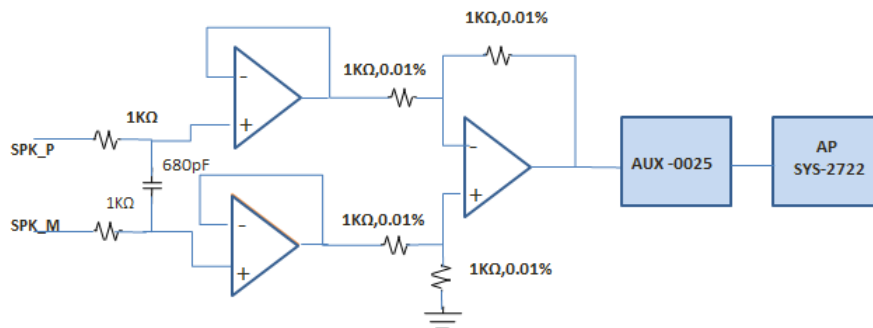 1KΩ,0.01%
1KΩ,0.01%
-
+
1KΩ
SPK_P
680pF
-
+
AUX -0025
AP
SYS-2722
1KΩ
SPK_M
1KΩ,0.01%
-
+
1KΩ,0.01%